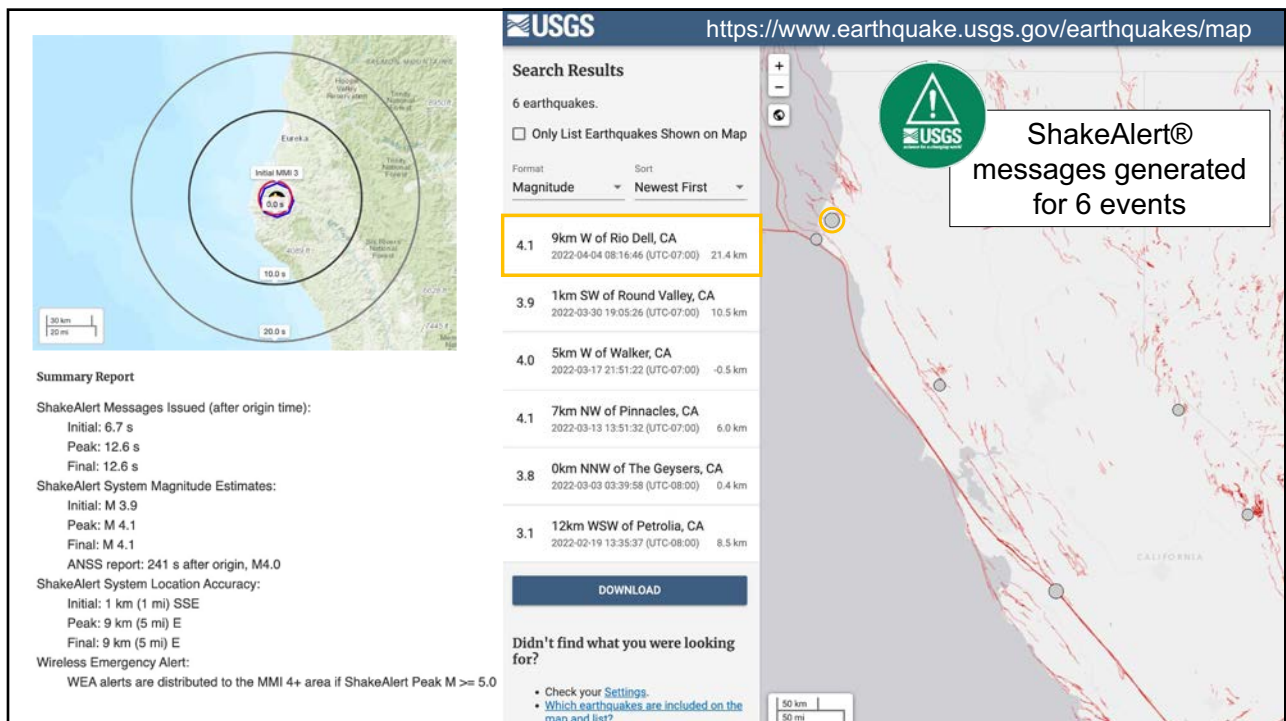 Hoopa
Valley
Reservation
Eureka
Initial MMI 3
0.0 s
10.0 s
20.0 s
30 km
20 mi
Summary Report
ShakeAlert Messages Issued (after origin time):
Initial: 6.7 s
Peak: 12.6 s
Final: 12.6 s
ShakeAlert System Magnitude Estimates:
Initial: M 3.9
Peak: M 4.1
Final: M 4.1
ANSS report: 241 s after origin, M4.0
ShakeAlert System Location Accuracy:
Initial: 1 km (1 mi) SSE
Peak: 9 km (5 mi) E
Final: 9 km (5 mi) E
Wireless Emergency Alert:
WEA alerts are distributed to the MMI 4+ area if ShakeAlert Peak M >= 5.0
USGS
https://www.earthquake.usgs.gov/earthquakes/map
Search Results
6 earthquakes.
Only List Earthquakes Shown on Map
Format Sort
Magnitude Newest First
4.1 9km W of Rio Dell, CA
2022-04-04 08:16:46 (UTC-07:00) 21.4 km
3.9 1km SW of Round Valley, CA
2022-03-30 19:05:26 (UTC-07:00) 10.5 km
4.0 5km W of Walker, CA
2022-03-17 21:51:22 (UTC-07:00) -0.5 km
4.1 7km NW of Pinnacles, CA
2022-03-13 13:51:32 (UTC-07:00) 6.0 km
3.8 0km NNW of The Geysers, CA
2022-03-03 03:39:58 (UTC-08:00) 0.4 km
3.1 12km WSW of Petrolia, CA
2022-02-19 13:35:37 (UTC-08:00) 8.5 km
DOWNLOAD
Didn't find what you were looking
for?
• Check your Settings.
• Which earthquakes are included on the
map and list?
+
−
USGS
ShakeAlert®
messages generated
for 6 events
CALIFORNIA
50 km
50 mi